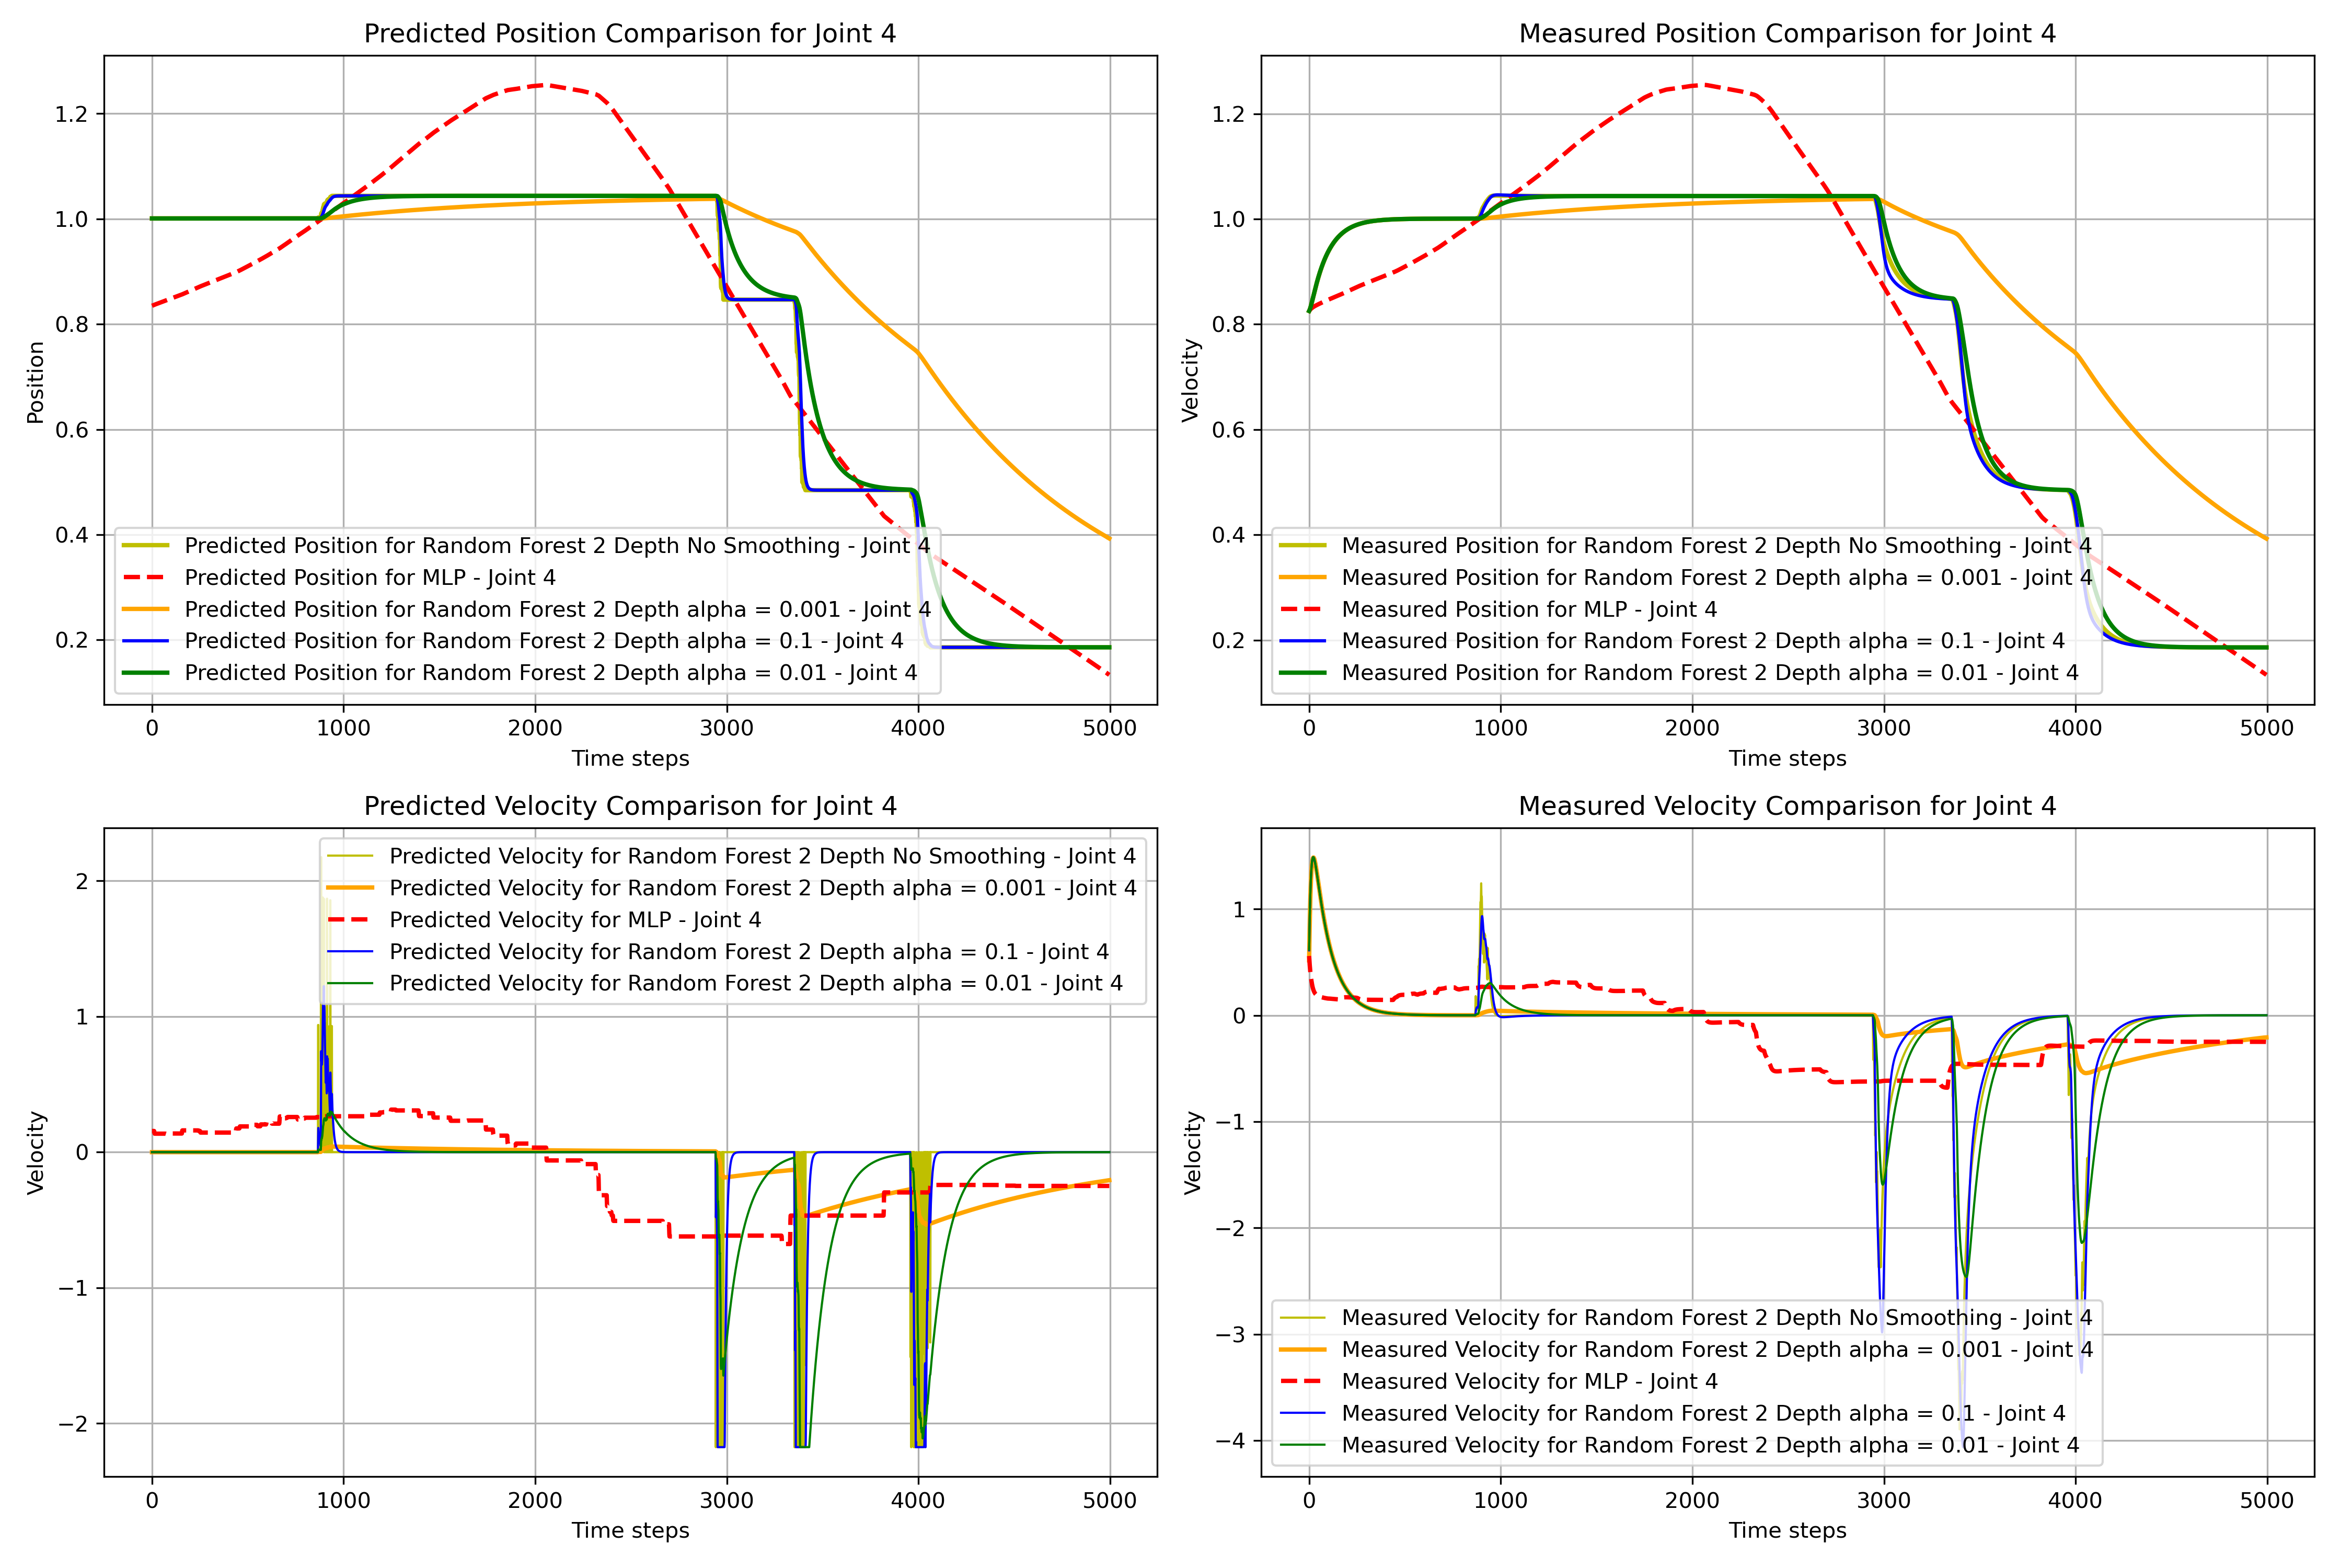 Predicted Position Comparison for Joint 4
Position
1.2
1.0
0.8
0.6
0.4
0.2
Predicted Position for Random Forest 2 Depth No Smoothing - Joint 4
Predicted Position for MLP - Joint 4
Predicted Position for Random Forest 2 Depth alpha = 0.001 - Joint 4
Predicted Position for Random Forest 2 Depth alpha = 0.1 - Joint 4
Predicted Position for Random Forest 2 Depth alpha = 0.01 - Joint 4
0 1000 2000 3000 4000 5000
Time steps
Measured Position Comparison for Joint 4
Velocity
1.2
1.0
0.8
0.6
0.4
0.2
Measured Position for Random Forest 2 Depth No Smoothing - Joint 4
Measured Position for Random Forest 2 Depth alpha = 0.001 - Joint 4
Measured Position for MLP - Joint 4
Measured Position for Random Forest 2 Depth alpha = 0.1 - Joint 4
Measured Position for Random Forest 2 Depth alpha = 0.01 - Joint 4
0 1000 2000 3000 4000 5000
Time steps
Predicted Velocity Comparison for Joint 4
Velocity
2
1
0
−1
−2
Predicted Velocity for Random Forest 2 Depth No Smoothing - Joint 4
Predicted Velocity for Random Forest 2 Depth alpha = 0.001 - Joint 4
Predicted Velocity for MLP - Joint 4
Predicted Velocity for Random Forest 2 Depth alpha = 0.1 - Joint 4
Predicted Velocity for Random Forest 2 Depth alpha = 0.01 - Joint 4
0 1000 2000 3000 4000 5000
Time steps
Measured Velocity Comparison for Joint 4
Velocity
1
0
−1
−2
−3
−4
Measured Velocity for Random Forest 2 Depth No Smoothing - Joint 4
Measured Velocity for Random Forest 2 Depth alpha = 0.001 - Joint 4
Measured Velocity for MLP - Joint 4
Measured Velocity for Random Forest 2 Depth alpha = 0.1 - Joint 4
Measured Velocity for Random Forest 2 Depth alpha = 0.01 - Joint 4
0 1000 2000 3000 4000 5000
Time steps